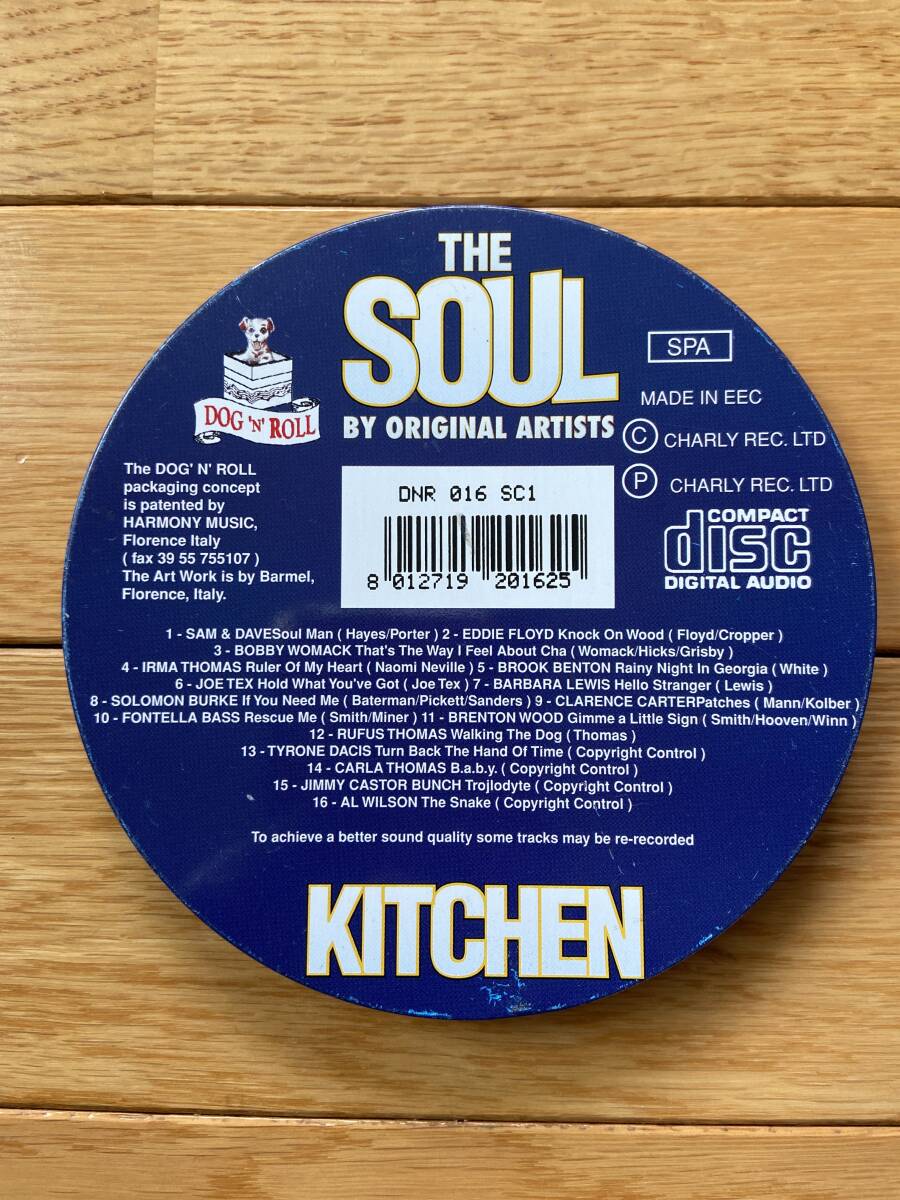 THE
SOUL
BY ORIGINAL ARTISTS
DOG 'N' ROLL
SPA
MADE IN EEC
C CHARLY REC. LTD
P CHARLY REC. LTD
COMPACT
disc
DIGITAL AUDIO
The DOG' N' ROLL
packaging concept
is patented by
HARMONY MUSIC,
Florence Italy
( fax 39 55 755107 )
The Art Work is by Barmel,
Florence, Italy.
DNR 016 SC1
8 012719 201625
1 - SAM & DAVESoul Man ( Hayes/Porter ) 2 - EDDIE FLOYD Knock On Wood ( Floyd/Cropper )
3 - BOBBY WOMACK That's The Way I Feel About Cha ( Womack/Hicks/Grisby )
4 - IRMA THOMAS Ruler Of My Heart ( Naomi Neville ) 5 - BROOK BENTON Rainy Night In Georgia ( White )
6 - JOE TEX Hold What You've Got ( Joe Tex ) 7 - BARBARA LEWIS Hello Stranger ( Lewis )
8 - SOLOMON BURKE If You Need Me ( Baterman/Pickett/Sanders ) 9 - CLARENCE CARTERPatches ( Mann/Kolber )
10 - FONTELLA BASS Rescue Me ( Smith/Miner ) 11 - BRENTON WOOD Gimme a Little Sign ( Smith/Hooven/Winn )
12 - RUFUS THOMAS Walking The Dog ( Thomas )
13 - TYRONE DACIS Turn Back The Hand Of Time ( Copyright Control )
14 - CARLA THOMAS B.a.b.y. ( Copyright Control )
15 - JIMMY CASTOR BUNCH Trojlodyte ( Copyright Control )
16 - AL WILSON The Snake ( Copyright Control )
To achieve a better sound quality some tracks may be re-recorded
KITCHEN